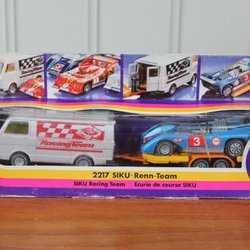 Racing Team
3
2217 SIKU-Renn-Team
SIKU Racing Team Ecurie de course SIKU